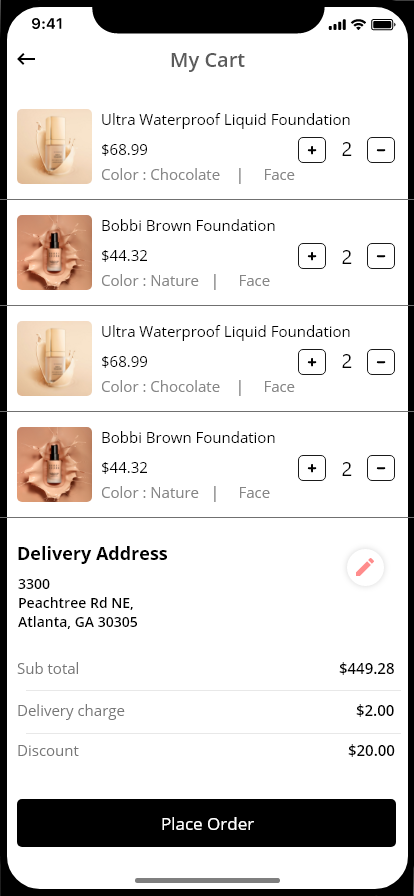 9:41
My Cart
Ultra Waterproof Liquid Foundation
$68.99
+ 2 −
Color : Chocolate | Face
Bobbi Brown Foundation
$44.32
+ 2 −
Color : Nature | Face
Ultra Waterproof Liquid Foundation
$68.99
+ 2 −
Color : Chocolate | Face
Bobbi Brown Foundation
$44.32
+ 2 −
Color : Nature | Face
Delivery Address
3300
Peachtree Rd NE,
Atlanta, GA 30305
Sub total $449.28
Delivery charge $2.00
Discount $20.00
Place Order